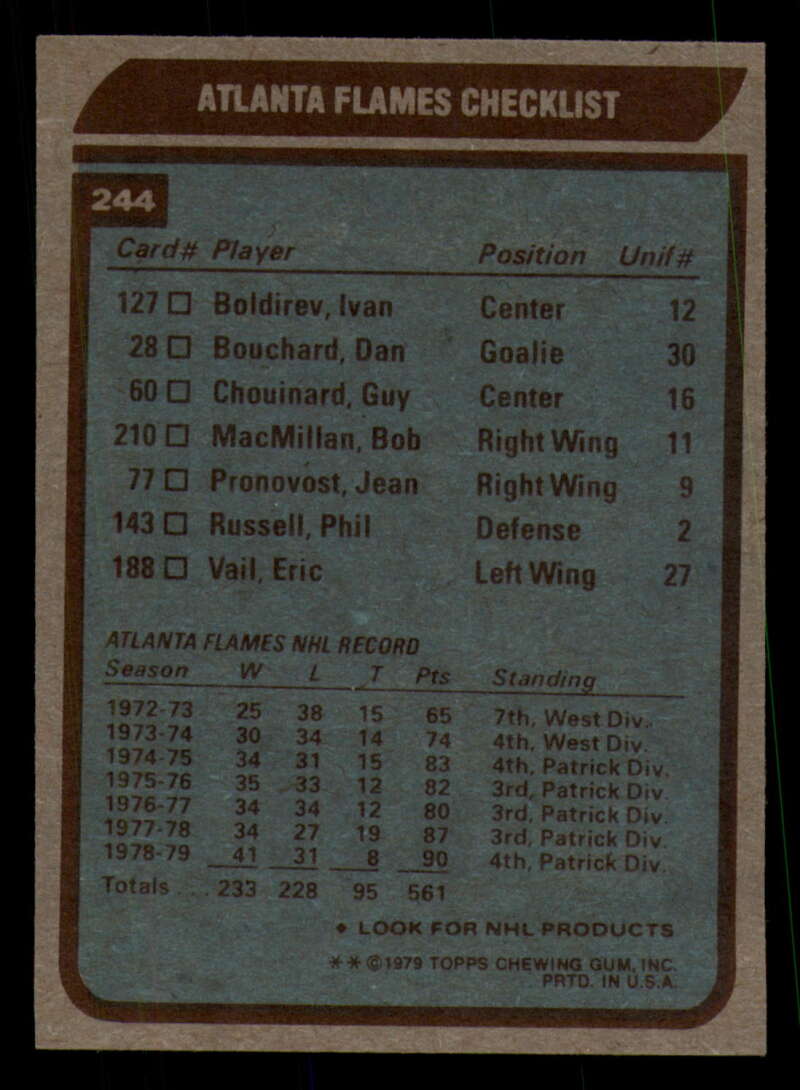 ATLANTA FLAMES CHECKLIST
244
Card# Player Position Unif#
127 □ Boldirev, Ivan Center 12
28 □ Bouchard, Dan Goalie 30
60 □ Chouinard, Guy Center 16
210 □ MacMillan, Bob Right Wing 11
77 □ Pronovost, Jean Right Wing 9
143 □ Russell, Phil Defense 2
188 □ Vail, Eric Left Wing 27
ATLANTA FLAMES NHL RECORD
Season W L T Pts Standing
1972-73 25 38 15 65 7th, West Div.
1973-74 30 34 14 74 4th, West Div.
1974-75 34 31 15 83 4th, Patrick Div.
1975-76 35 33 12 82 3rd, Patrick Div.
1976-77 34 34 12 80 3rd, Patrick Div.
1977-78 34 27 19 87 3rd, Patrick Div.
1978-79 41 31 8 90 4th, Patrick Div.
Totals ... 233 228 95 561
• LOOK FOR NHL PRODUCTS
** ©1979 TOPPS CHEWING GUM, INC.
PRTD. IN U.S.A.